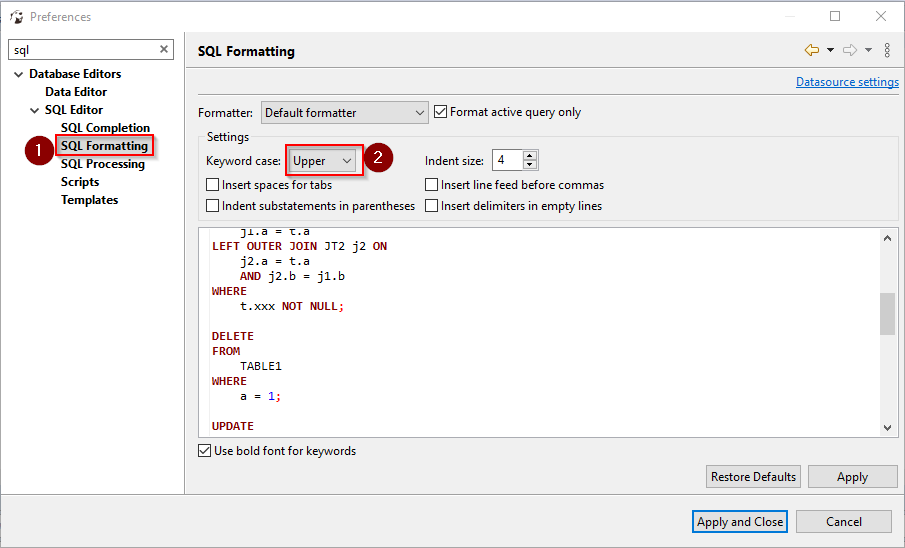 Preferences
sql
Database Editors
Data Editor
SQL Editor
SQL Completion
1
SQL Formatting
SQL Processing
Scripts
Templates
SQL Formatting
Datasource settings
Formatter: Default formatter Format active query only
Settings
Keyword case: Upper 2 Indent size: 4
Insert spaces for tabs Insert line feed before commas
Indent substatements in parentheses Insert delimiters in empty lines
j1.a = t.a
LEFT OUTER JOIN JT2 j2 ON
j2.a = t.a
AND j2.b = j1.b
WHERE
t.xxx NOT NULL;
DELETE
FROM
TABLE1
WHERE
a = 1;
UPDATE
Use bold font for keywords
Restore Defaults Apply
Apply and Close Cancel